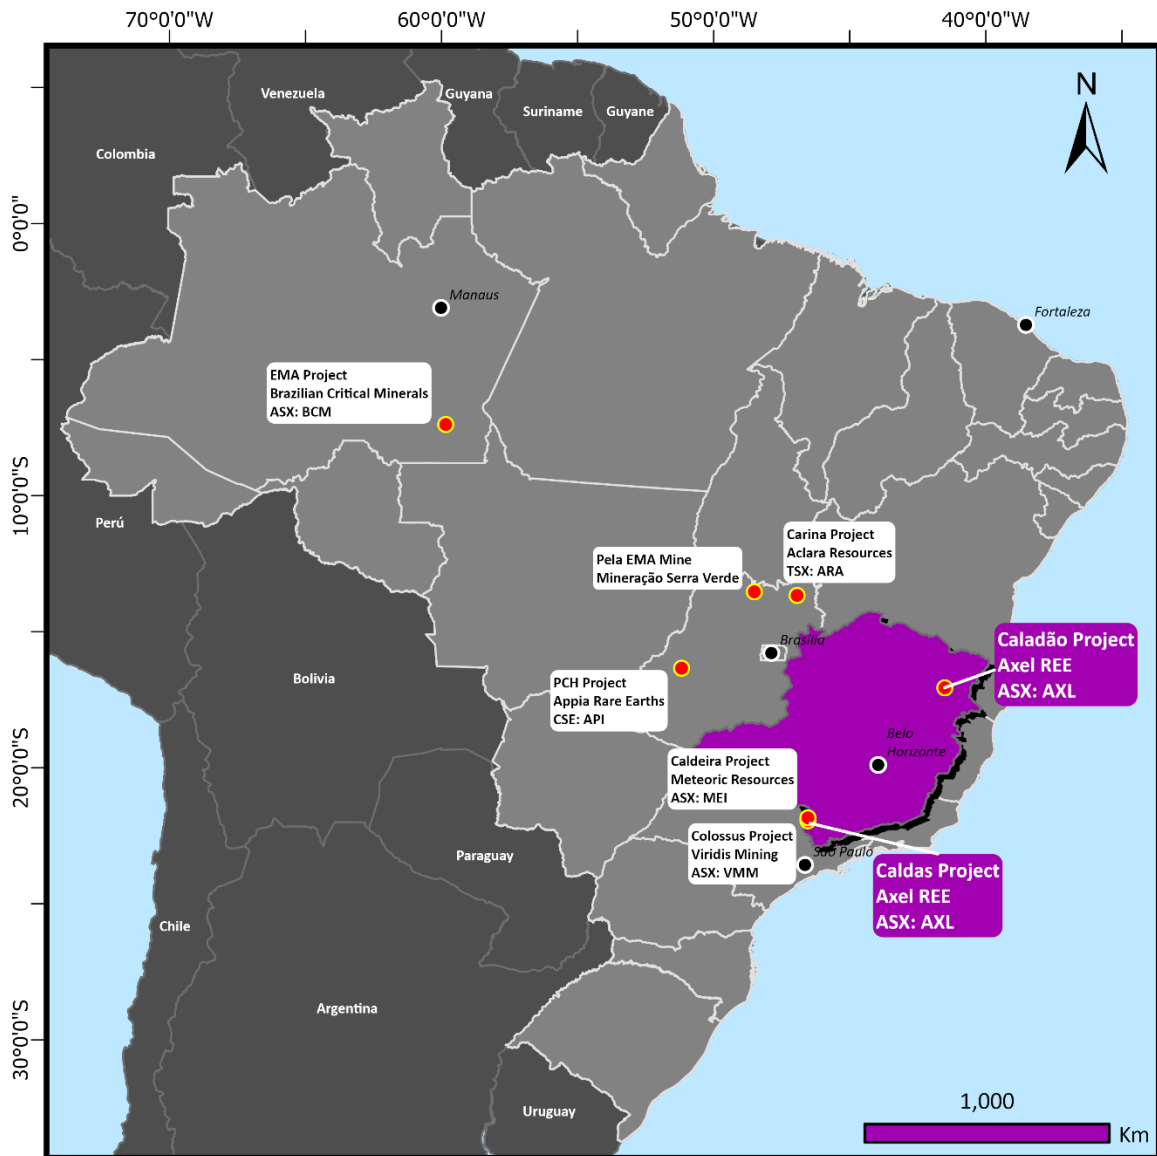 70°0'0"W
60°0'0"W
50°0'0"W
40°0'0"W
N
Venezuela
Guyana
Suriname
Guyane
Colombia
0°0'0"
Manaus
Fortaleza
EMA Project
Brazilian Critical Minerals
ASX: BCM
10°0'0"S
Perú
Carina Project
Aclara Resources
TSX: ARA
Pela EMA Mine
Mineração Serra Verde
Brasília
Caladão Project
Axel REE
ASX: AXL
Bolivia
PCH Project
Appia Rare Earths
CSE: API
Belo
Horizonte
20°0'0"S
Caldeira Project
Meteoric Resources
ASX: MEI
Colossus Project
Viridis Mining
ASX: VMM
São Paulo
Paraguay
Caldas Project
Axel REE
ASX: AXL
Chile
Argentina
30°0'0"S
Uruguay
1,000
Km